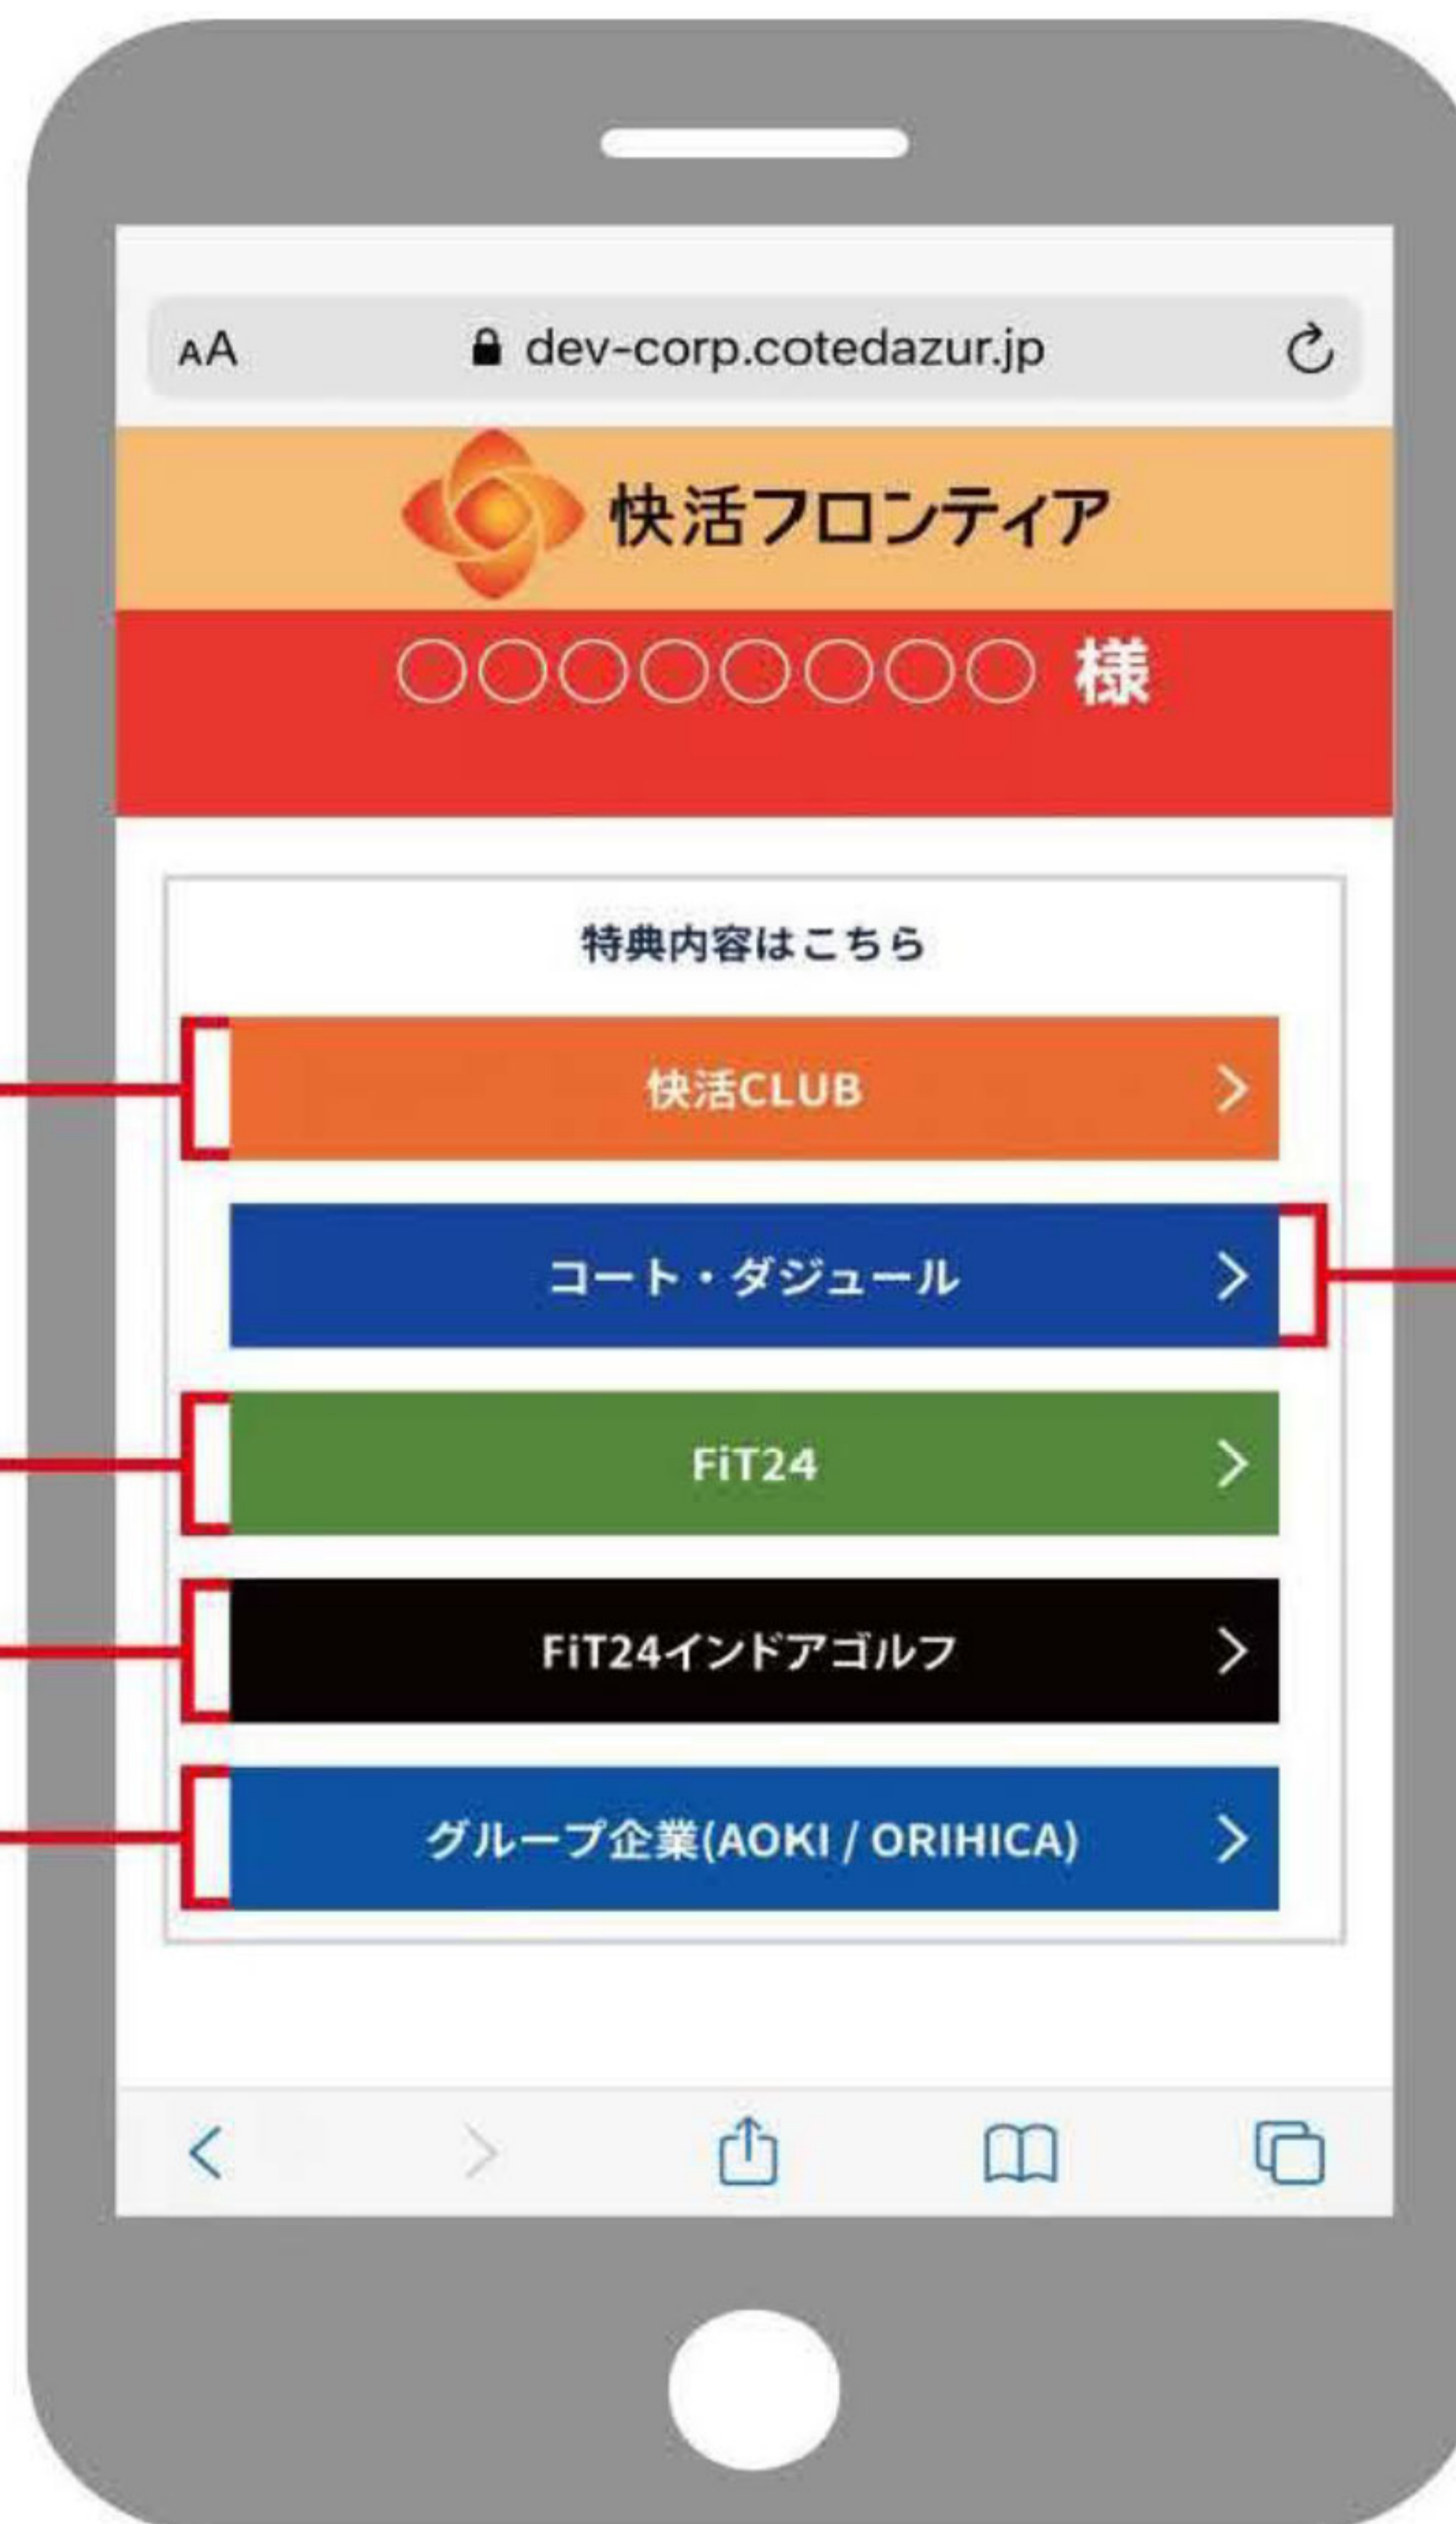 AA dev-corp.cotedazur.jp
快活フロンティア
○○○○○○○○ 様
特典内容はこちら
快活CLUB
コート・ダジュール
FiT24
FiT24インドアゴルフ
グループ企業(AOKI / ORIHICA)